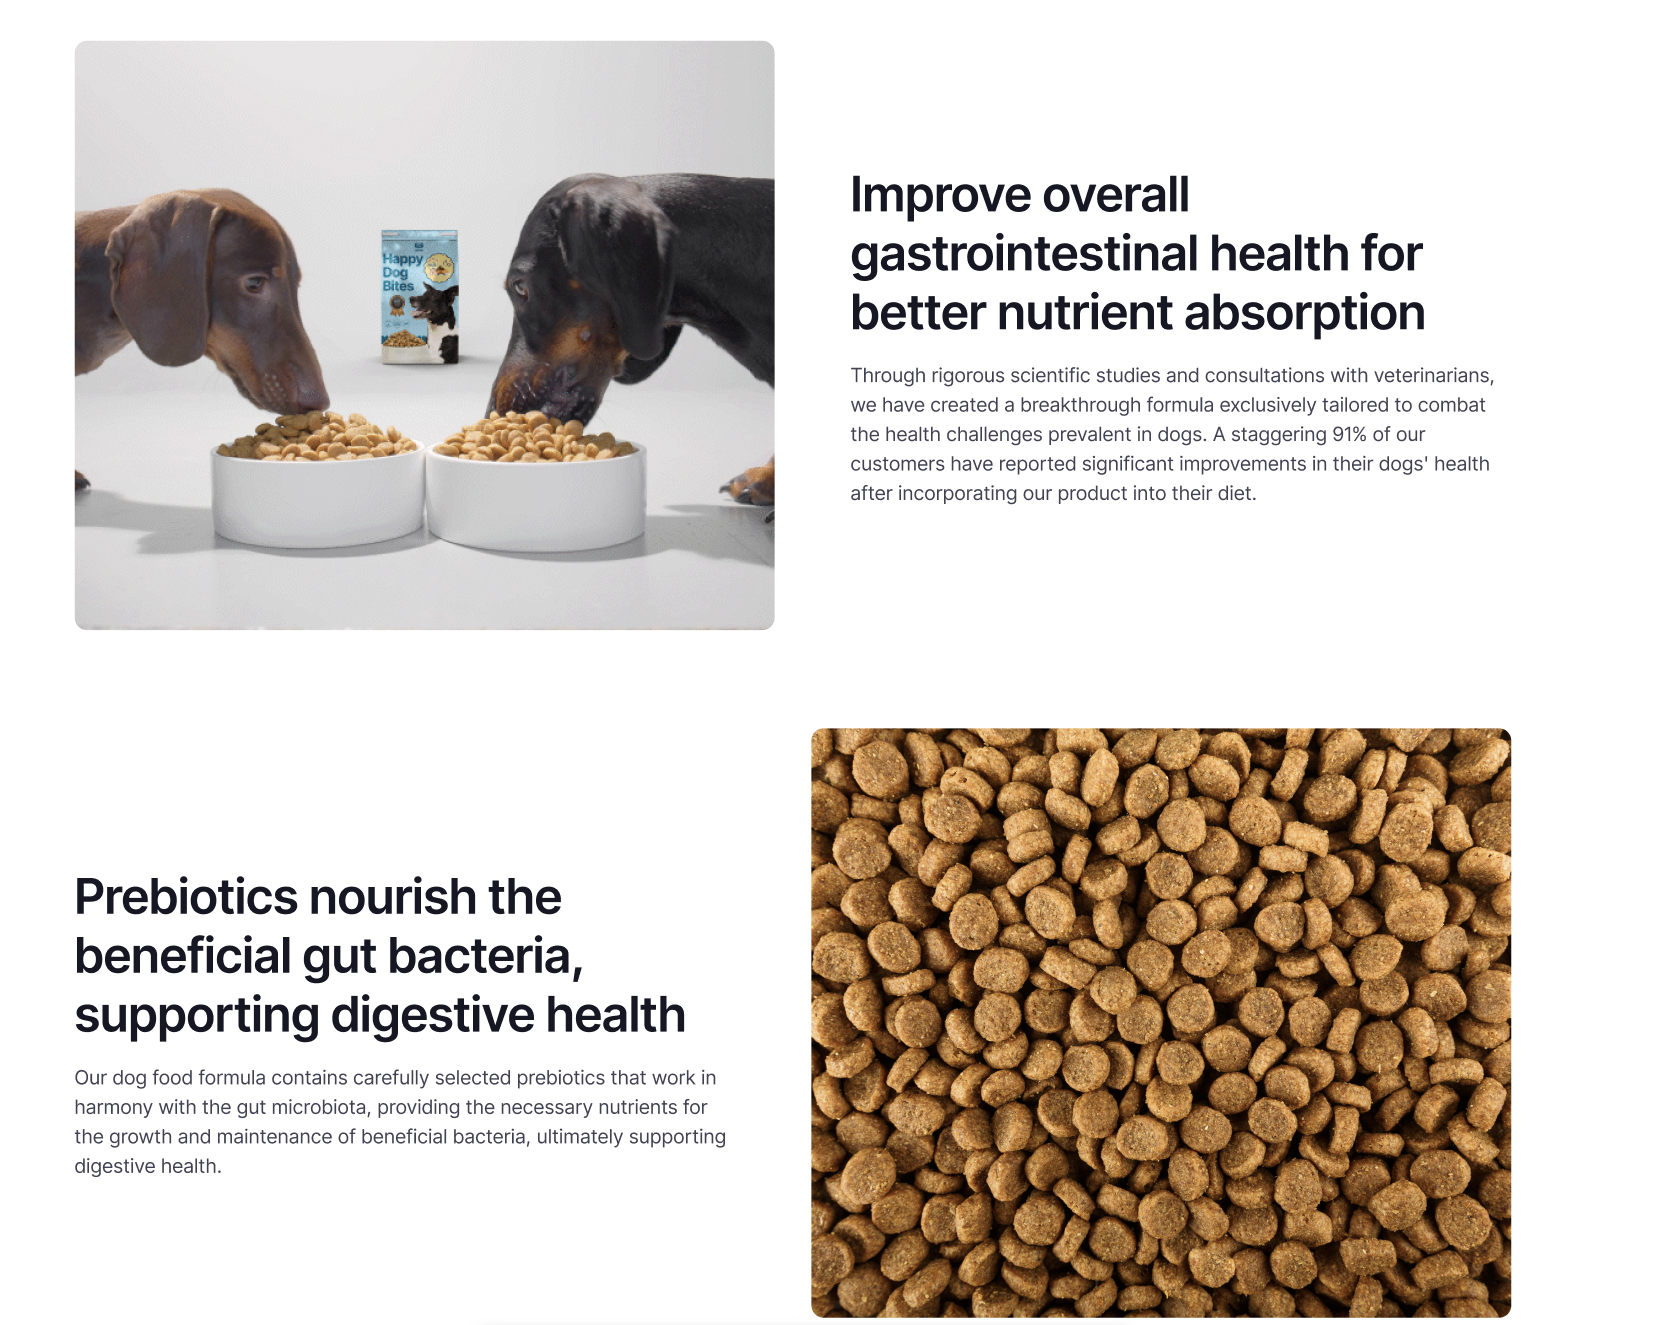 Happy
Dog
Bites
Improve overall
gastrointestinal health for
better nutrient absorption
Through rigorous scientific studies and consultations with veterinarians,
we have created a breakthrough formula exclusively tailored to combat
the health challenges prevalent in dogs. A staggering 91% of our
customers have reported significant improvements in their dogs' health
after incorporating our product into their diet.
Prebiotics nourish the
beneficial gut bacteria,
supporting digestive health
Our dog food formula contains carefully selected prebiotics that work in
harmony with the gut microbiota, providing the necessary nutrients for
the growth and maintenance of beneficial bacteria, ultimately supporting
digestive health.